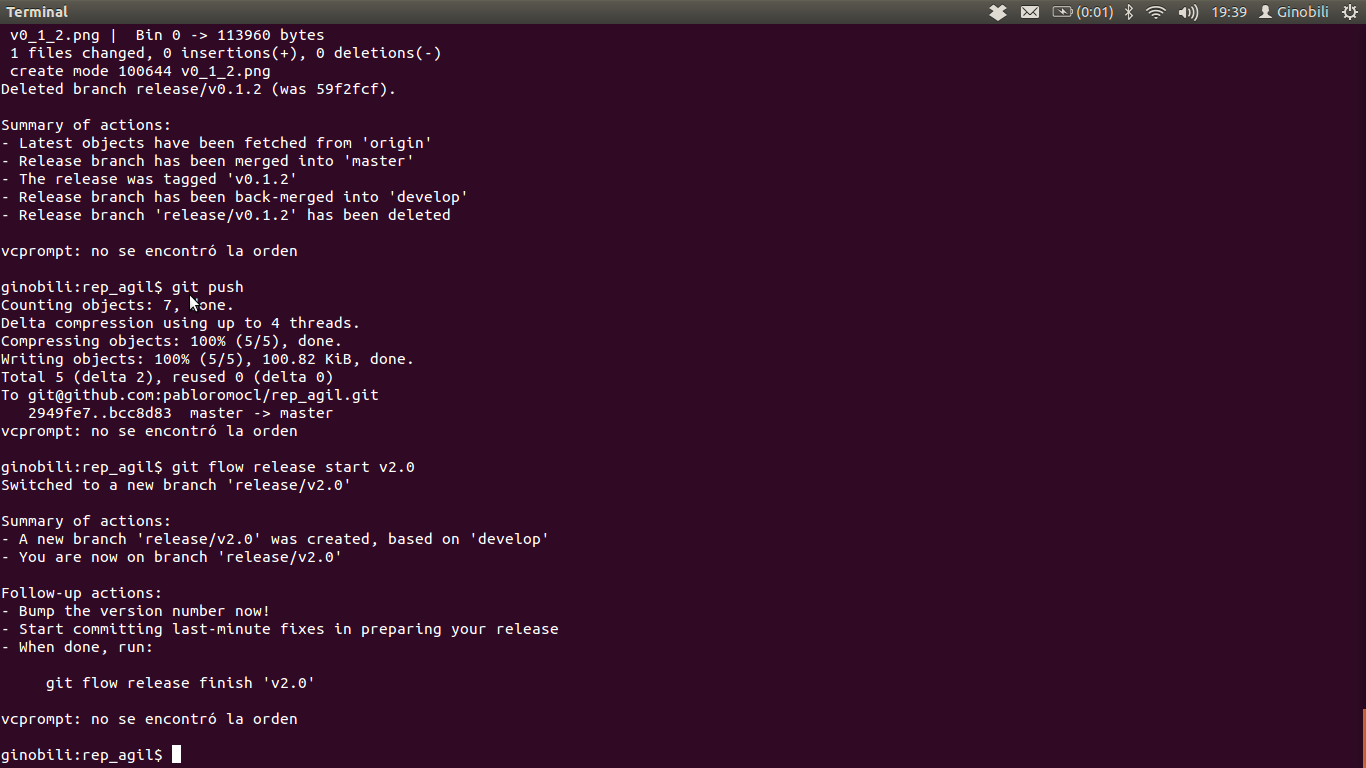 Terminal (0:01) 19:39 Ginobili
v0_1_2.png |  Bin 0 -> 113960 bytes
1 files changed, 0 insertions(+), 0 deletions(-)
create mode 100644 v0_1_2.png
Deleted branch release/v0.1.2 (was 59f2fcf).
Summary of actions:
- Latest objects have been fetched from 'origin'
- Release branch has been merged into 'master'
- The release was tagged 'v0.1.2'
- Release branch has been back-merged into 'develop'
- Release branch 'release/v0.1.2' has been deleted
vcprompt: no se encontró la orden
ginobili:rep_agil$ git push
Counting objects: 7, done.
Delta compression using up to 4 threads.
Compressing objects: 100% (5/5), done.
Writing objects: 100% (5/5), 100.82 KiB, done.
Total 5 (delta 2), reused 0 (delta 0)
To git@github.com:pabloromocl/rep_agil.git
   2949fe7..bcc8d83  master -> master
vcprompt: no se encontró la orden
ginobili:rep_agil$ git flow release start v2.0
Switched to a new branch 'release/v2.0'
Summary of actions:
- A new branch 'release/v2.0' was created, based on 'develop'
- You are now on branch 'release/v2.0'
Follow-up actions:
- Bump the version number now!
- Start committing last-minute fixes in preparing your release
- When done, run:
     git flow release finish 'v2.0'
vcprompt: no se encontró la orden
ginobili:rep_agil$